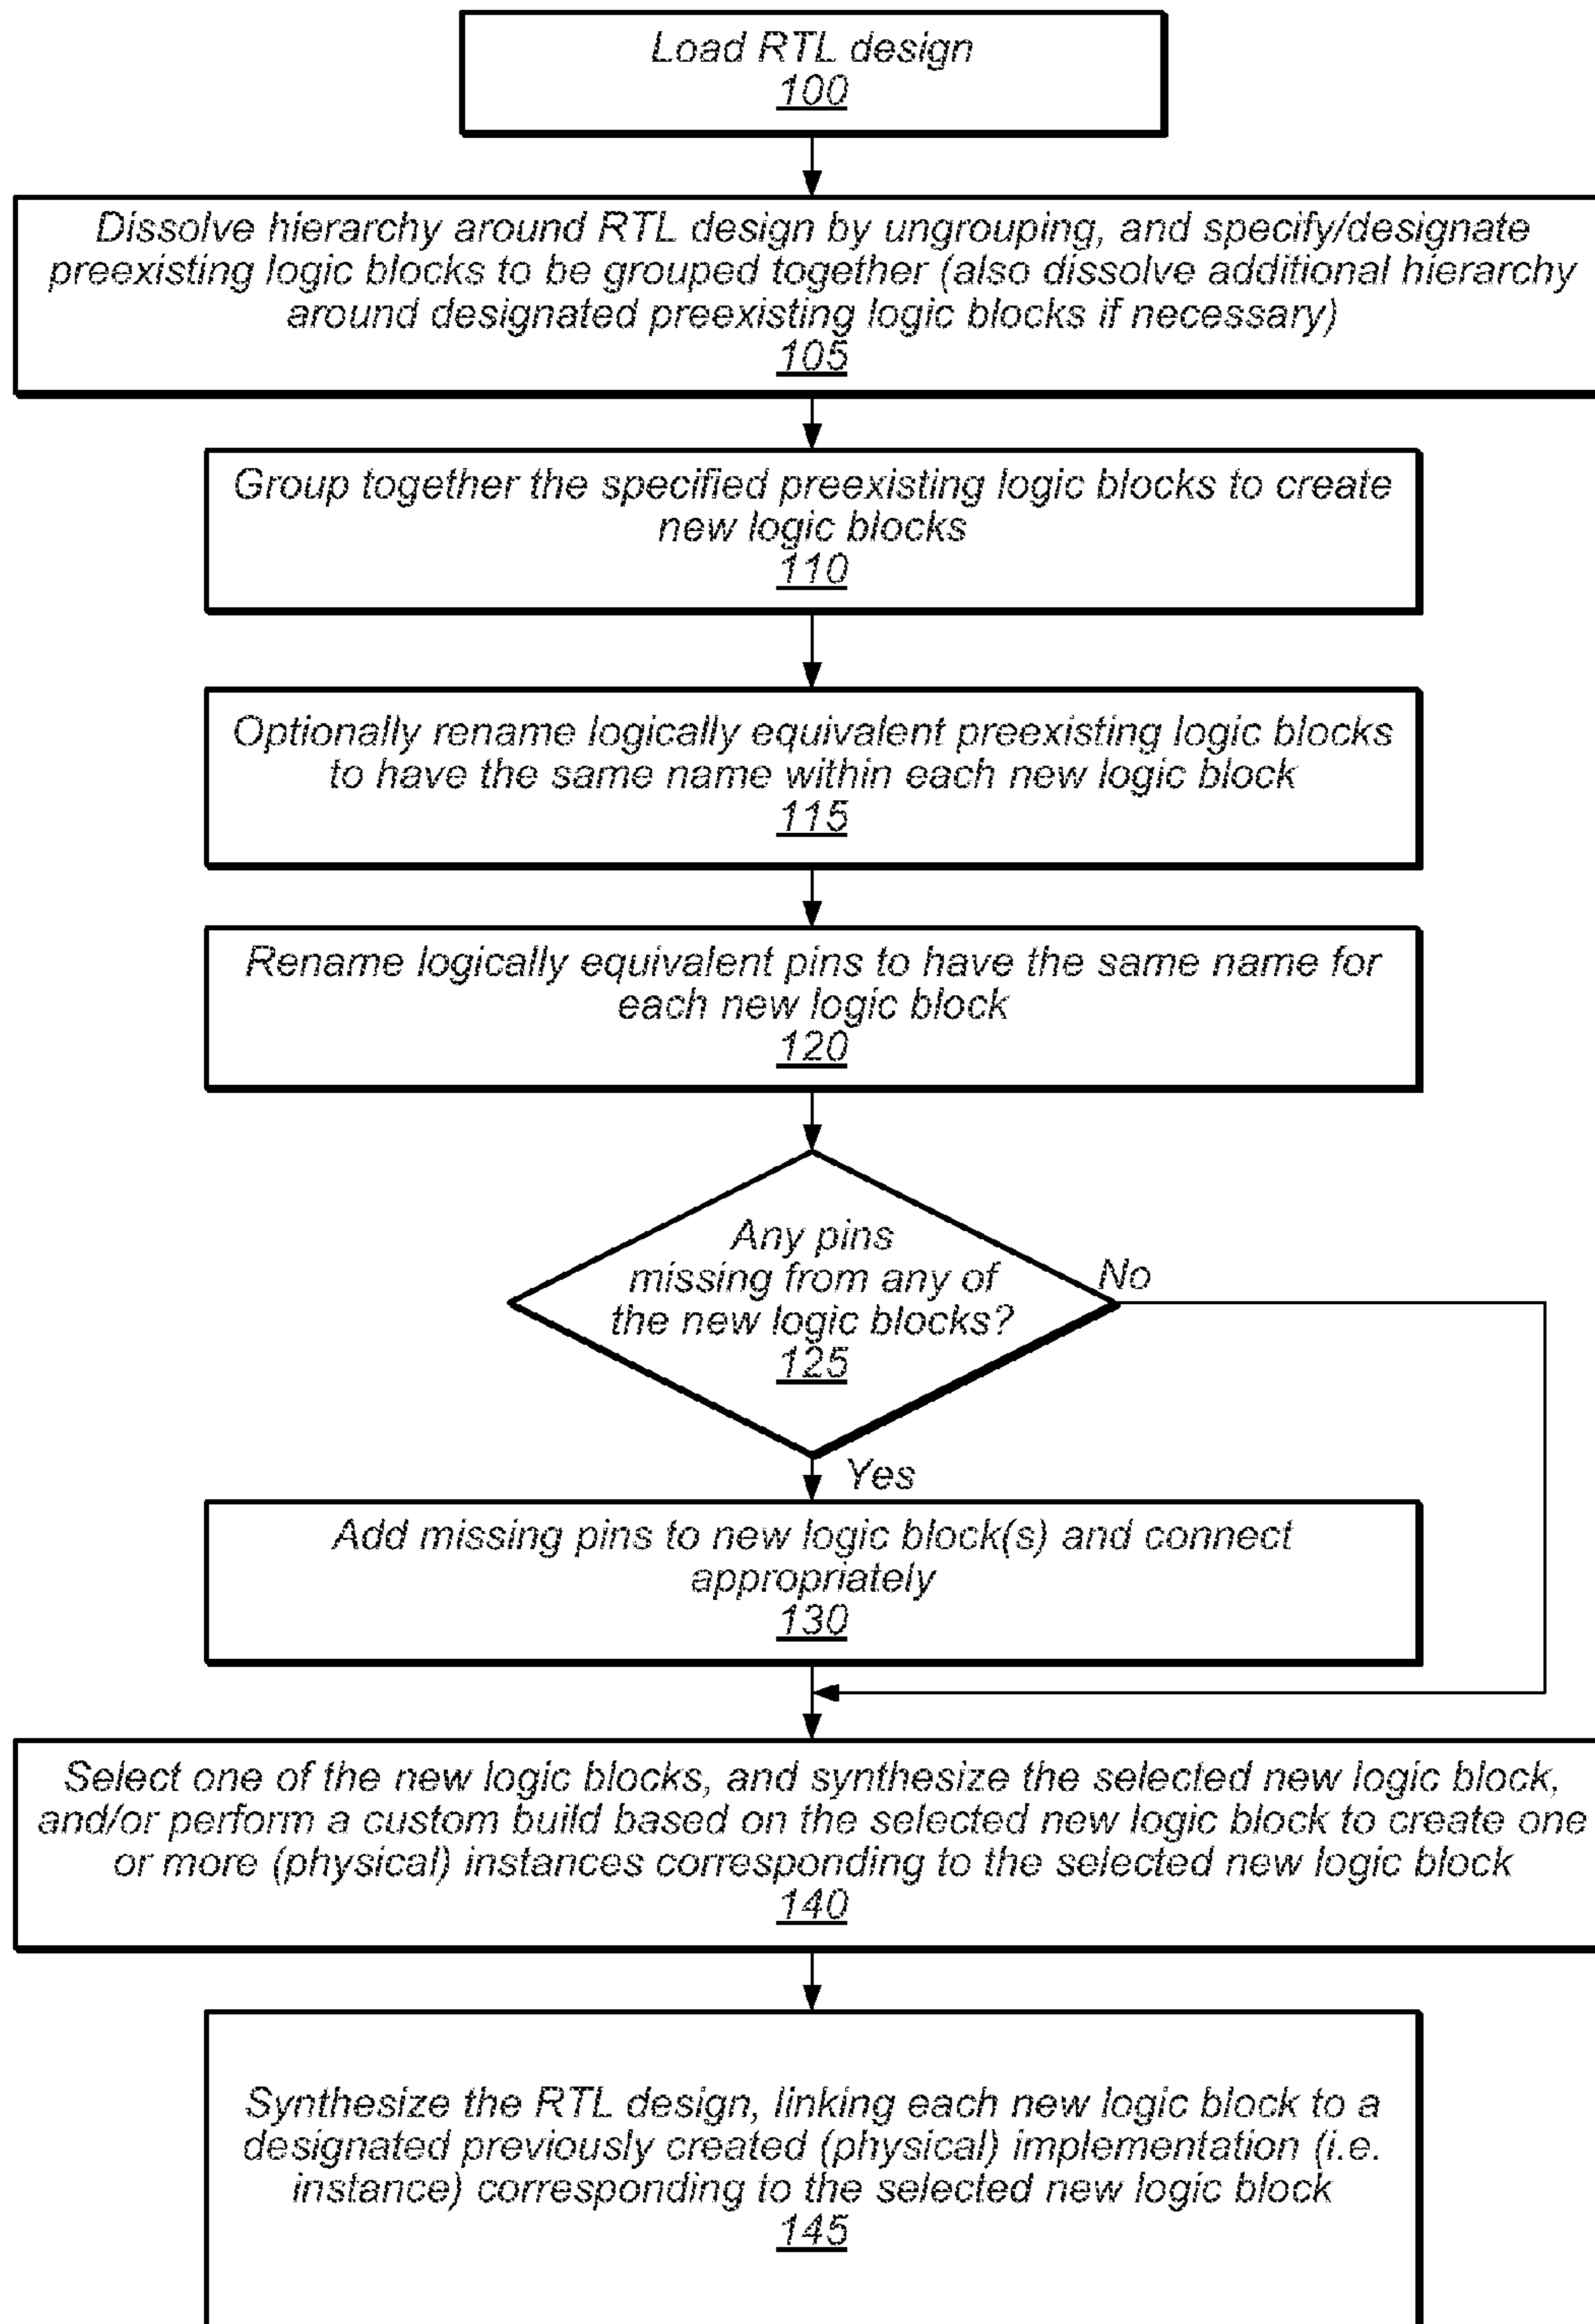 Load RTL design
100
Dissolve hierarchy around RTL design by ungrouping, and specify/designate
preexisting logic blocks to be grouped together (also dissolve additional hierarchy
around designated preexisting logic blocks if necessary)
105
Group together the specified preexisting logic blocks to create
new logic blocks
110
Optionally rename logically equivalent preexisting logic blocks
to have the same name within each new logic block
115
Rename logically equivalent pins to have the same name for
each new logic block
120
Any pins
missing from any of
the new logic blocks?
125
No
Yes
Add missing pins to new logic block(s) and connect
appropriately
130
Select one of the new logic blocks, and synthesize the selected new logic block,
and/or perform a custom build based on the selected new logic block to create one
or more (physical) instances corresponding to the selected new logic block
140
Synthesize the RTL design, linking each new logic block to a
designated previously created (physical) implementation (i.e.
instance) corresponding to the selected new logic block
145